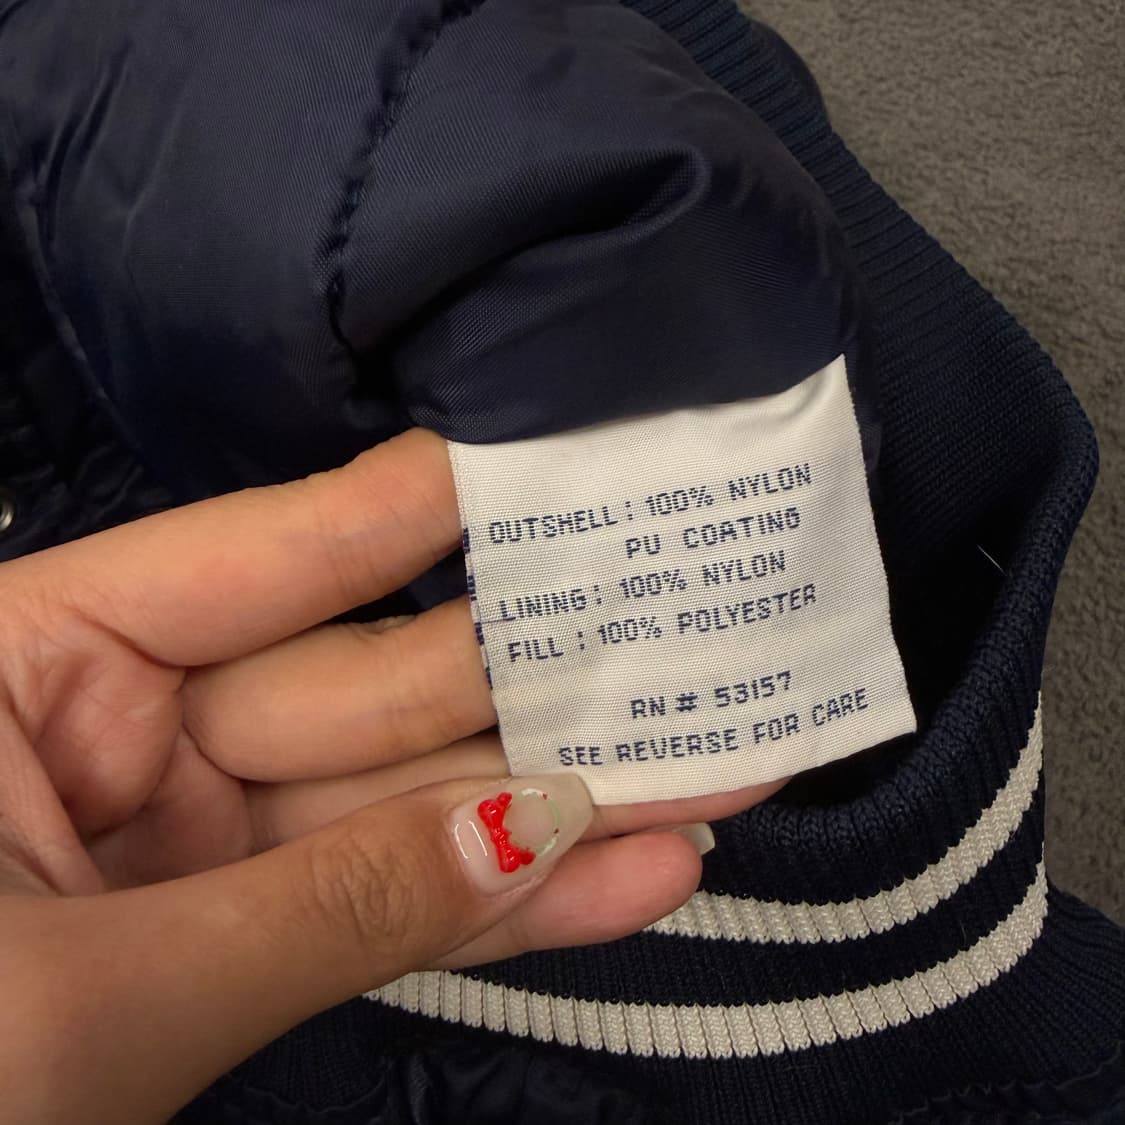 OUTSHELL: 100% NYLON
PU COATING
LINING: 100% NYLON
FILL: 100% POLYESTER
RN # 53157
SEE REVERSE FOR CARE